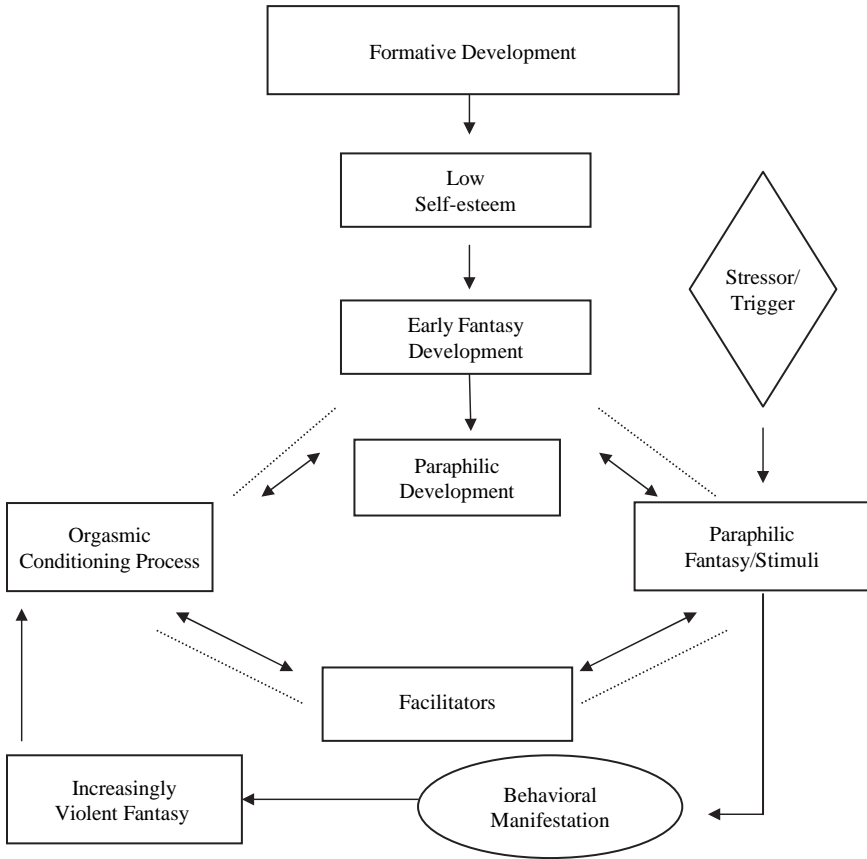 Formative Development
Low
Self-esteem
Stressor/
Trigger
Early Fantasy
Development
Paraphilic
Development
Orgasmic
Conditioning Process
Paraphilic
Fantasy/Stimuli
Facilitators
Increasingly
Violent Fantasy
Behavioral
Manifestation